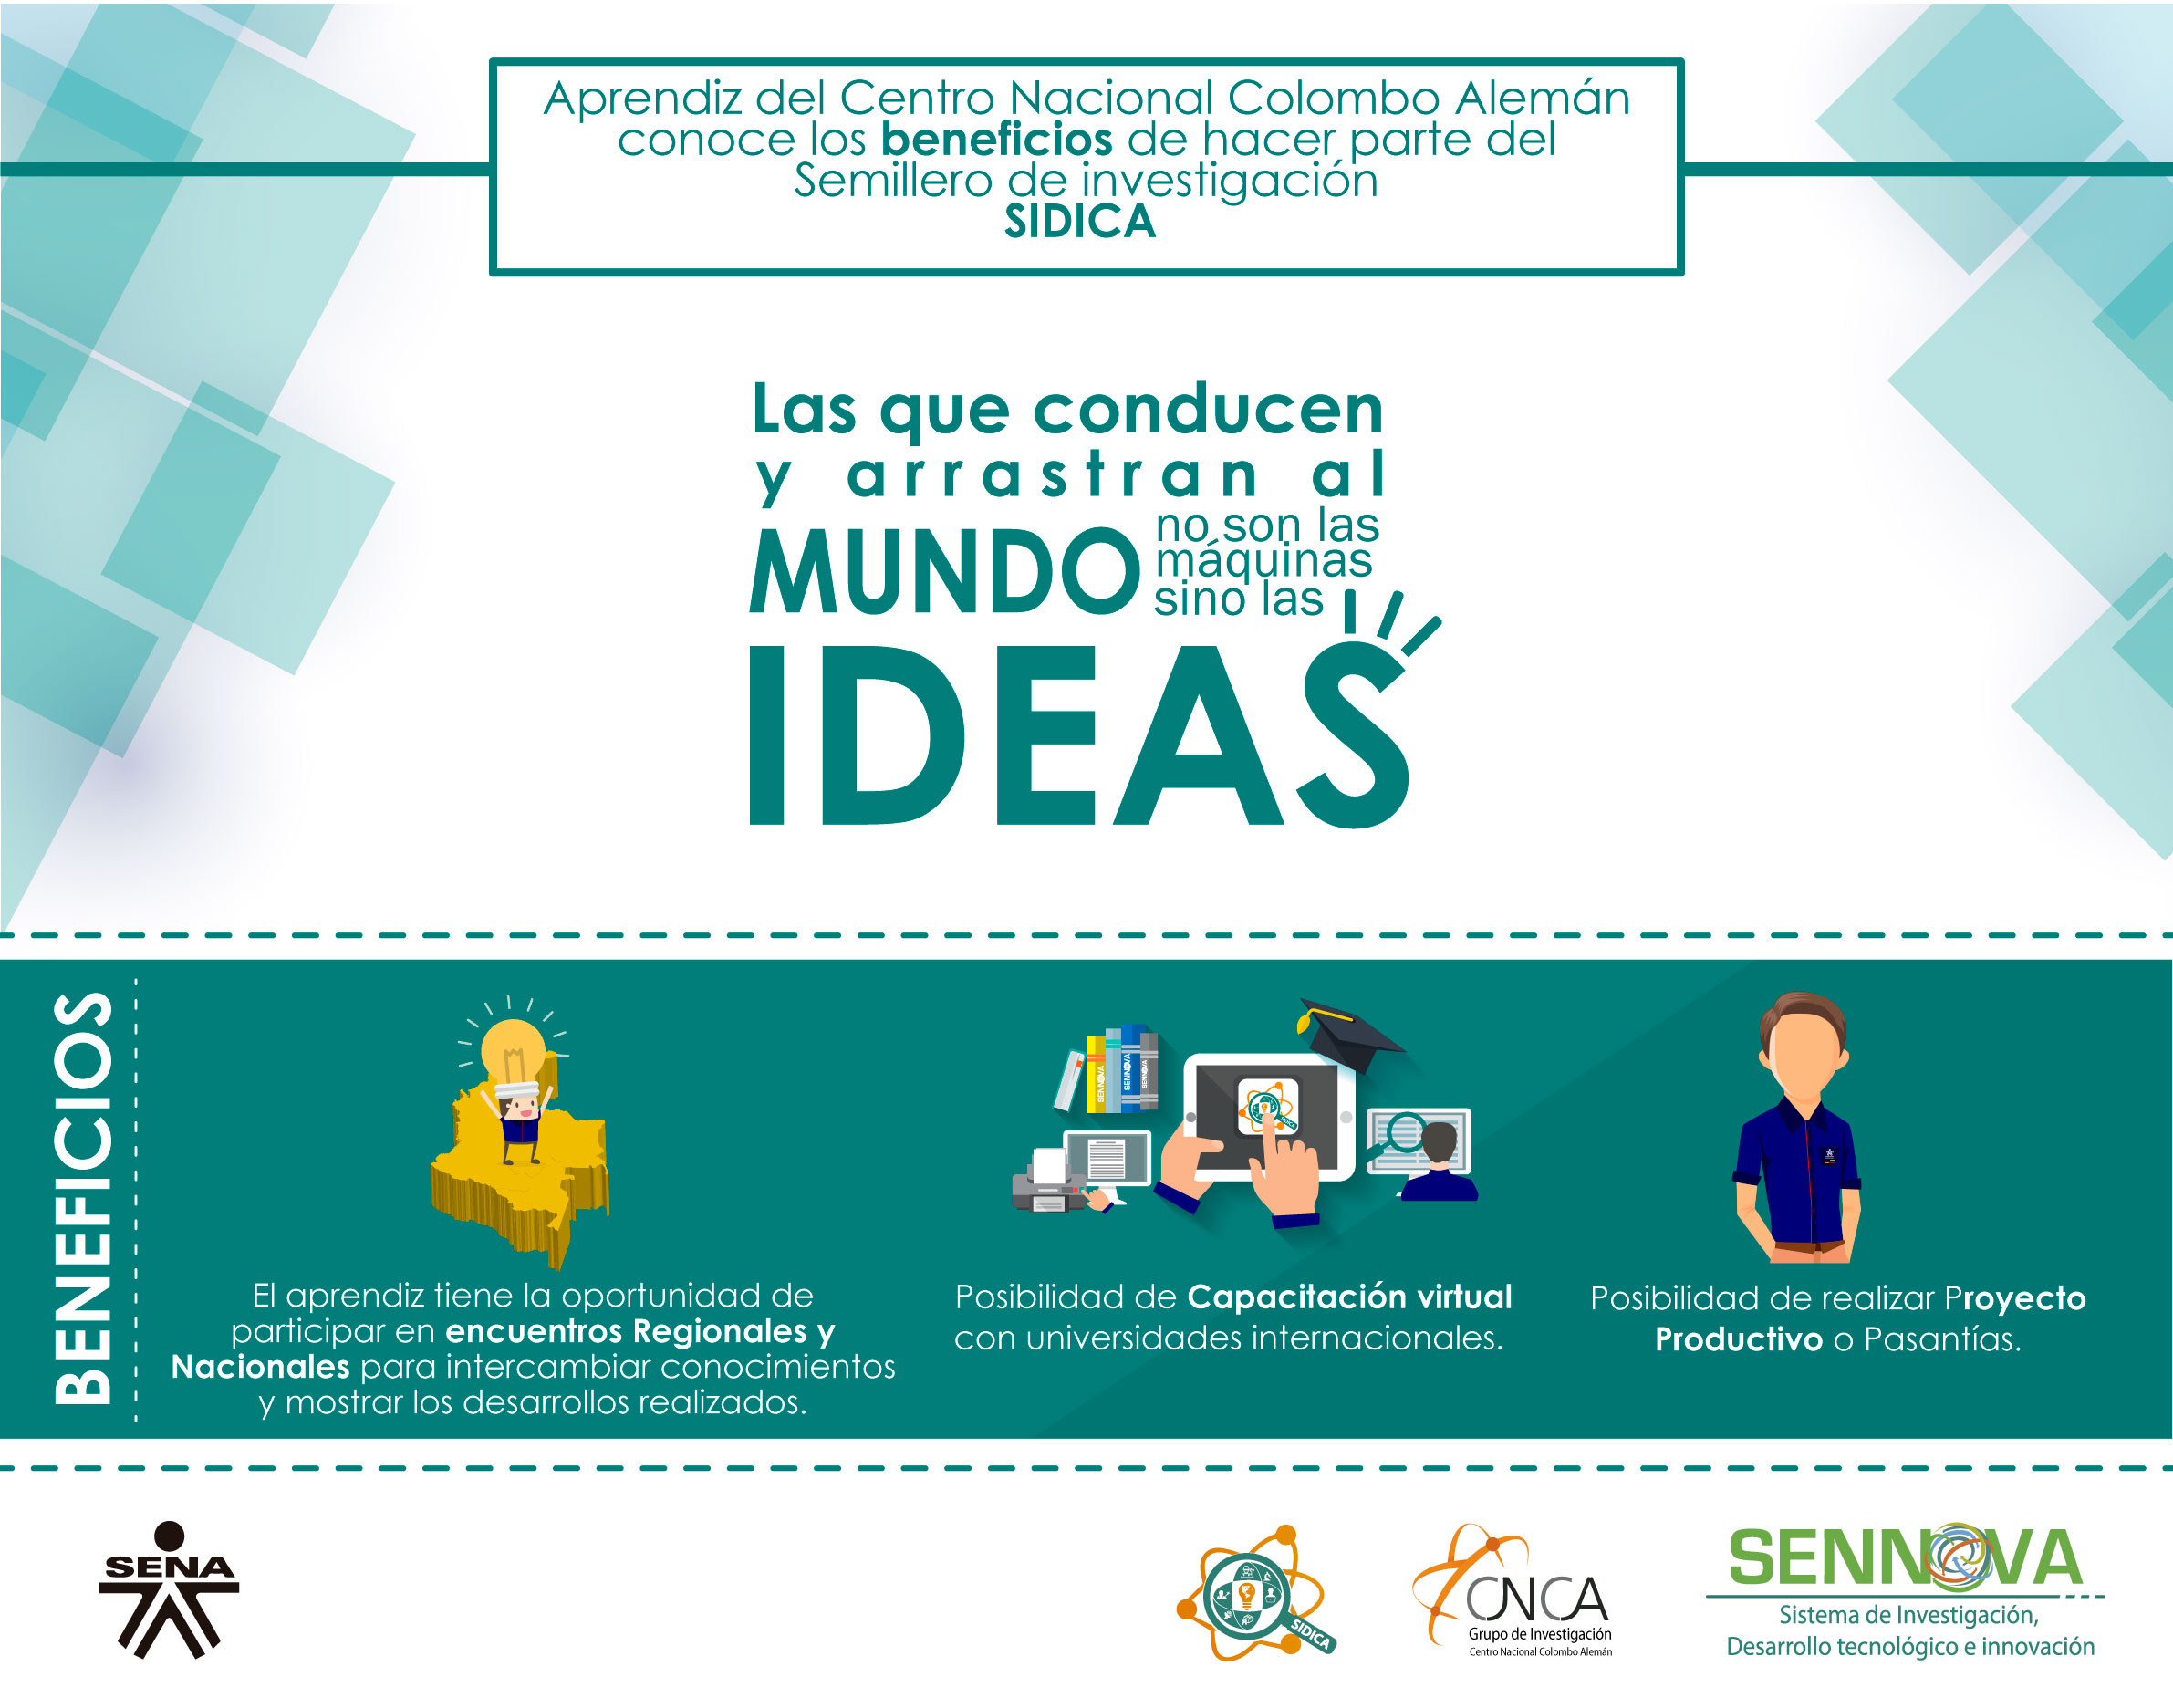 Aprendiz del Centro Nacional Colombo Alemán
conoce los beneficios de hacer parte del
Semillero de investigación
SIDICA
Las que conducen
y arrastran al
MUNDO
no son las
máquinas
sino las
IDEAS
BENEFICIOS
El aprendiz tiene la oportunidad de
participar en encuentros Regionales y
Nacionales para intercambiar conocimientos
y mostrar los desarrollos realizados.
SENNOVA
SENNOVA
SENNOVA
SIDICA
Posibilidad de Capacitación virtual
con universidades internacionales.
Posibilidad de realizar Proyecto
Productivo o Pasantías.
SENA
SIDICA
CNCA
Grupo de Investigación
Centro Nacional Colombo Alemán
SENNOVA
Sistema de Investigación,
Desarrollo tecnológico e innovación